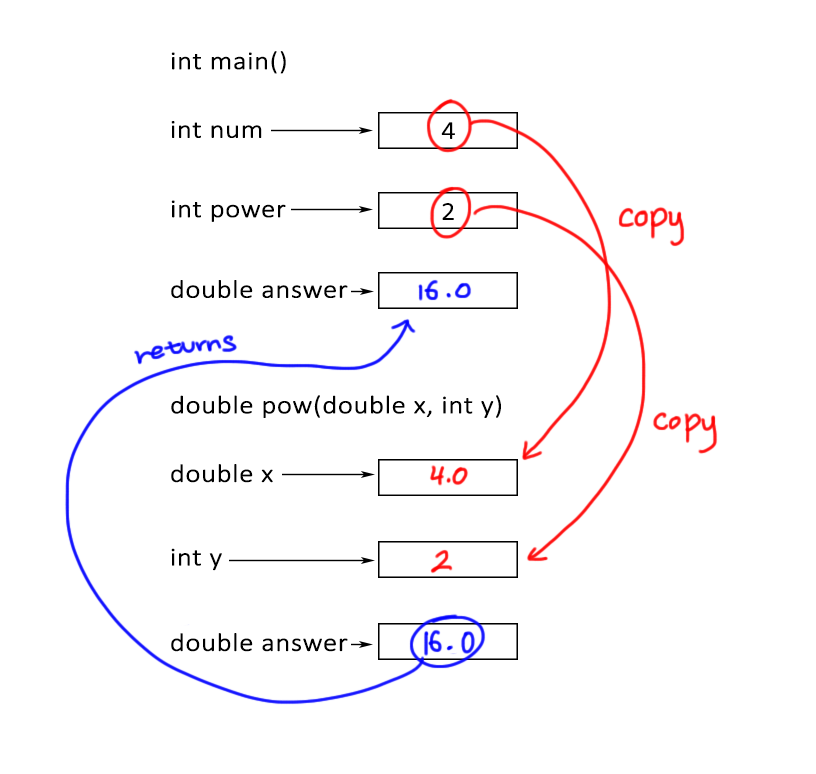 int main()
int num 4
int power 2
copy
double answer 16.0
returns
double pow(double x, int y)
copy
double x 4.0
int y 2
double answer 16.0